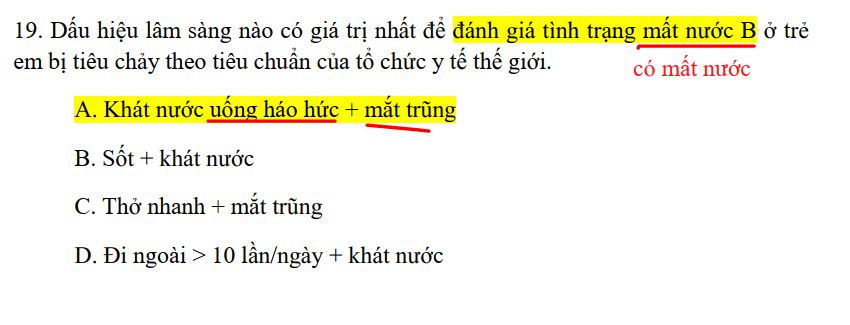 19. Dấu hiệu lâm sàng nào có giá trị nhất để đánh giá tình trạng mất nước B ở trẻ
em bị tiêu chảy theo tiêu chuẩn của tổ chức y tế thế giới.
có mất nước
A. Khát nước uống háo hức + mắt trũng
B. Sốt + khát nước
C. Thở nhanh + mắt trũng
D. Đi ngoài > 10 lần/ngày + khát nước